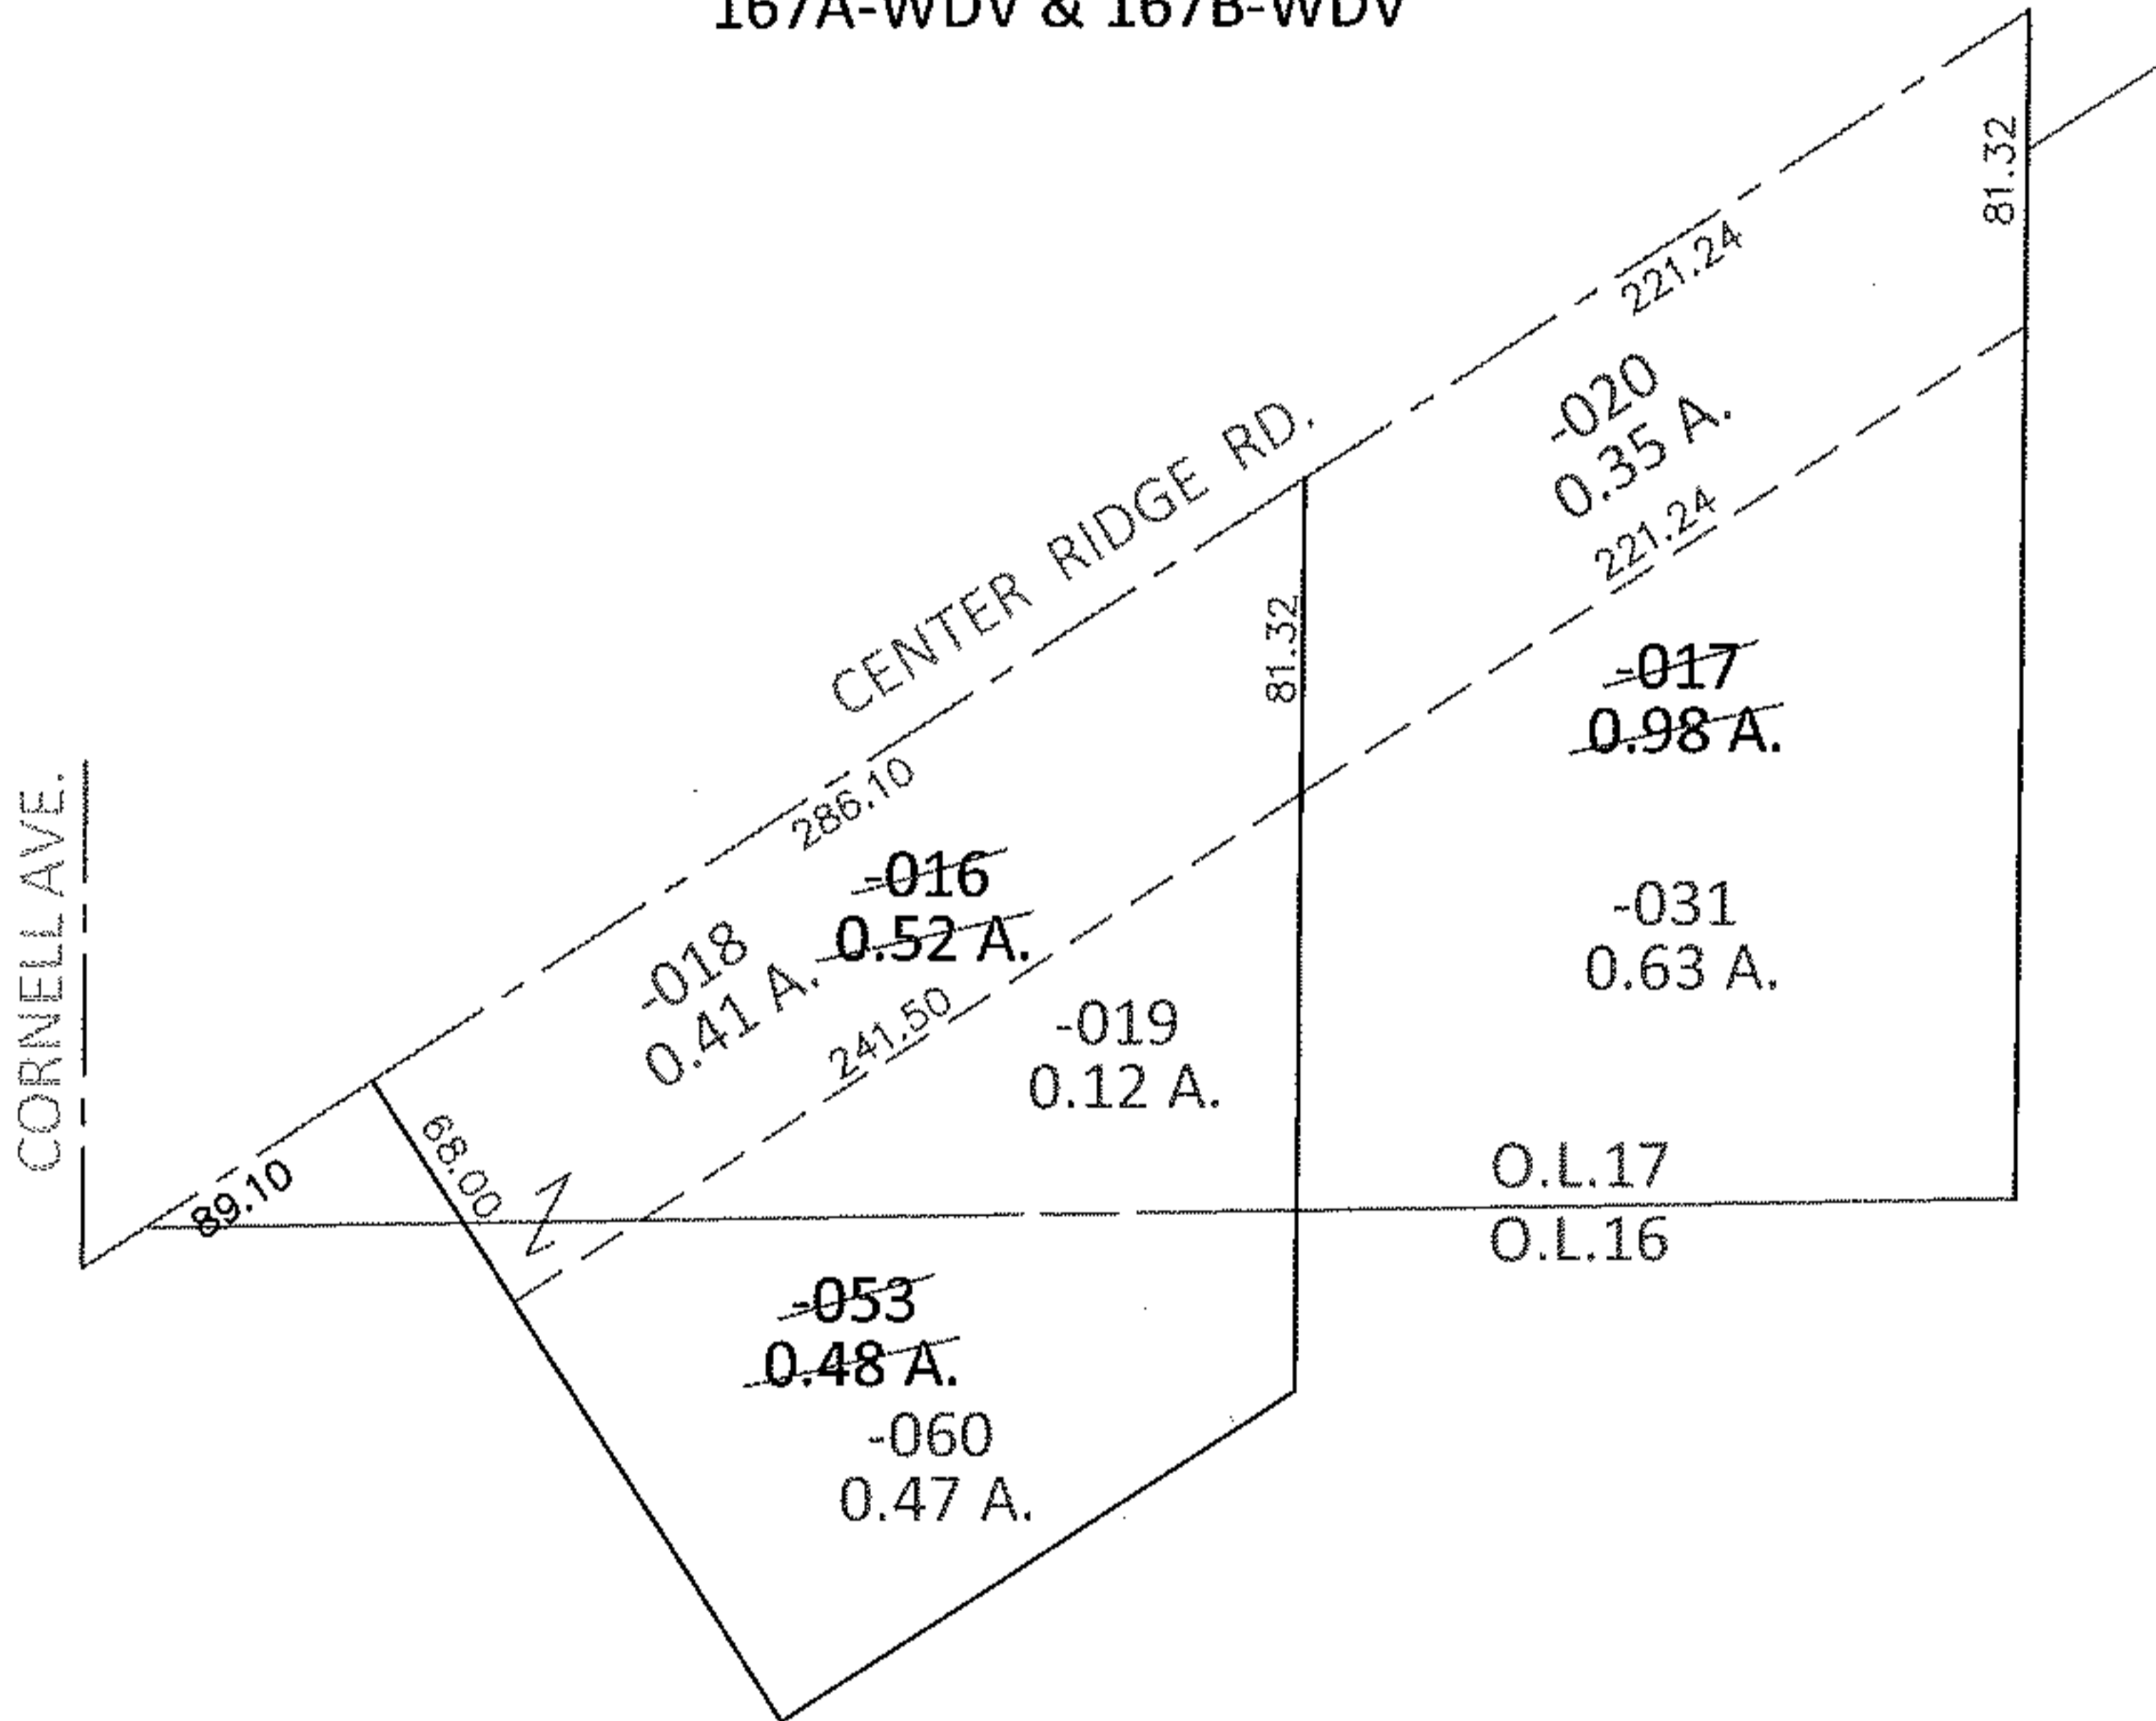 167A-WDV & 167B-WDV
81.32
221.24
-020
0.35 A.
221.24
CENTER RIDGE RD.
81.32
-017
0.98 A.
CORNELL AVE.
286.10
-016
0.52 A.
-018
0.41 A.
241.50
-031
0.63 A.
-019
0.12 A.
89.10
68.00
O.L.17
O.L.16
-053
0.48 A.
-060
0.47 A.